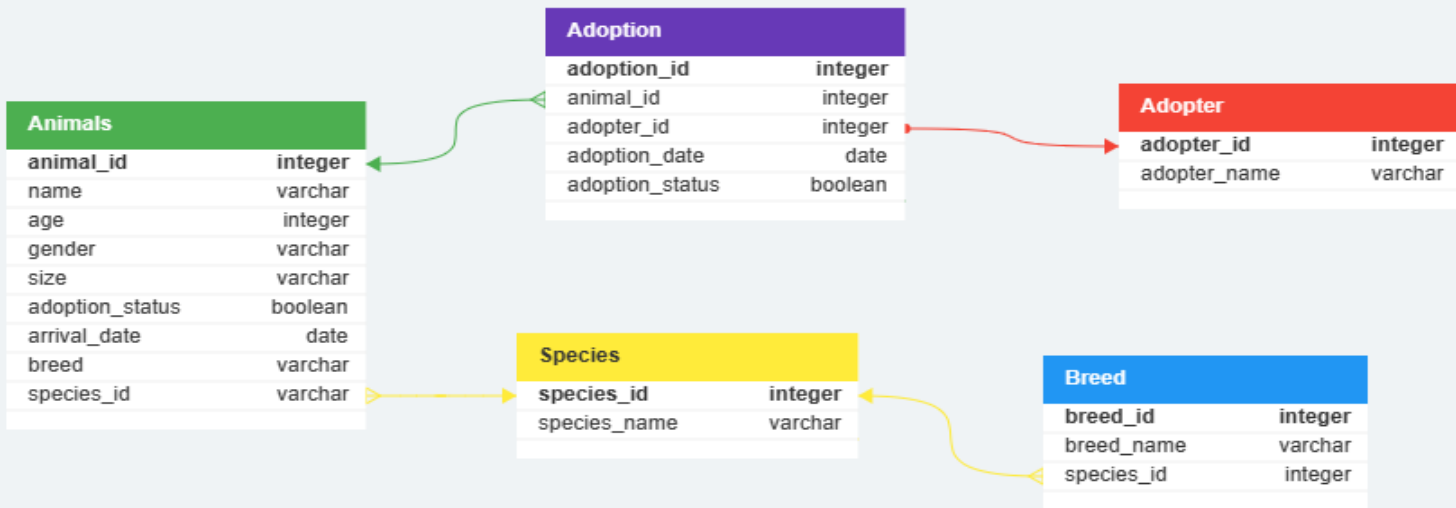 Animals
animal_id integer
name varchar
age integer
gender varchar
size varchar
adoption_status boolean
arrival_date date
breed varchar
species_id varchar
Adoption
adoption_id integer
animal_id integer
adopter_id integer
adoption_date date
adoption_status boolean
Adopter
adopter_id integer
adopter_name varchar
Species
species_id integer
species_name varchar
Breed
breed_id integer
breed_name varchar
species_id integer